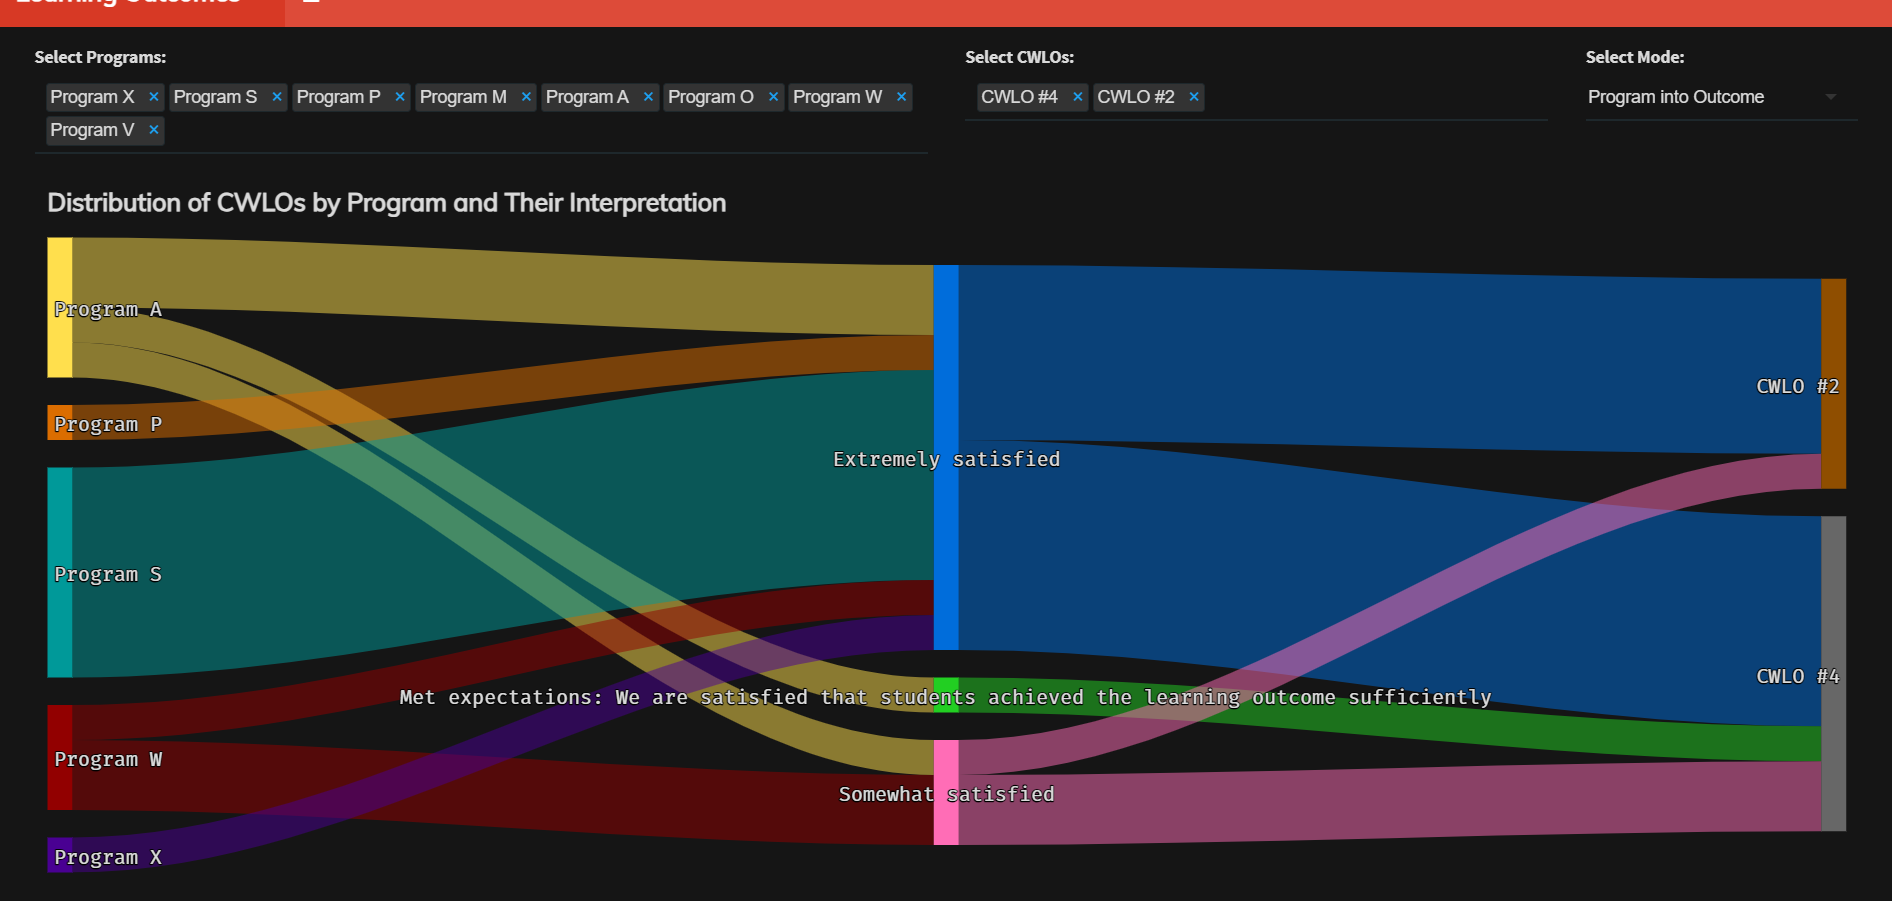 Learning Outcomes
Select Programs:
Select CWLOs:
Select Mode:
Program X × Program S × Program P × Program M × Program A × Program O × Program W ×
Program V ×
CWLO #4 × CWLO #2 ×
Program into Outcome
Distribution of CWLOs by Program and Their Interpretation
Program A
Program P
Program S
Program W
Program X
Extremely satisfied
Met expectations: We are satisfied that students achieved the learning outcome sufficiently
Somewhat satisfied
CWLO #2
CWLO #4